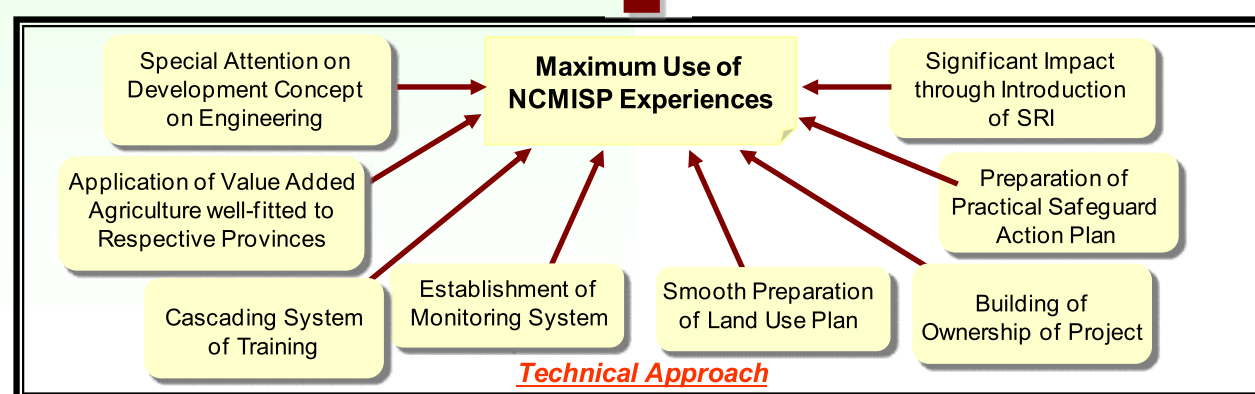 Special Attention on
Development Concept
on Engineering
Maximum Use of
NCMISP Experiences
Significant Impact
through Introduction
of SRI
Application of Value Added
Agriculture well-fitted to
Respective Provinces
Preparation of
Practical Safeguard
Action Plan
Cascading System
of Training
Establishment of
Monitoring System
Smooth Preparation
of Land Use Plan
Building of
Ownership of Project
Technical Approach